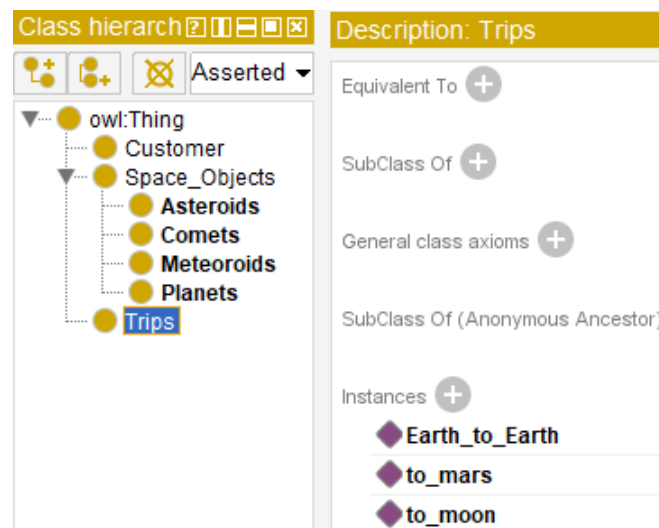 Class hierarch
Asserted
owl:Thing
Customer
Space_Objects
Asteroids
Comets
Meteoroids
Planets
Trips
Description: Trips
Equivalent To
SubClass Of
General class axioms
SubClass Of (Anonymous Ancestor)
Instances
Earth_to_Earth
to_mars
to_moon